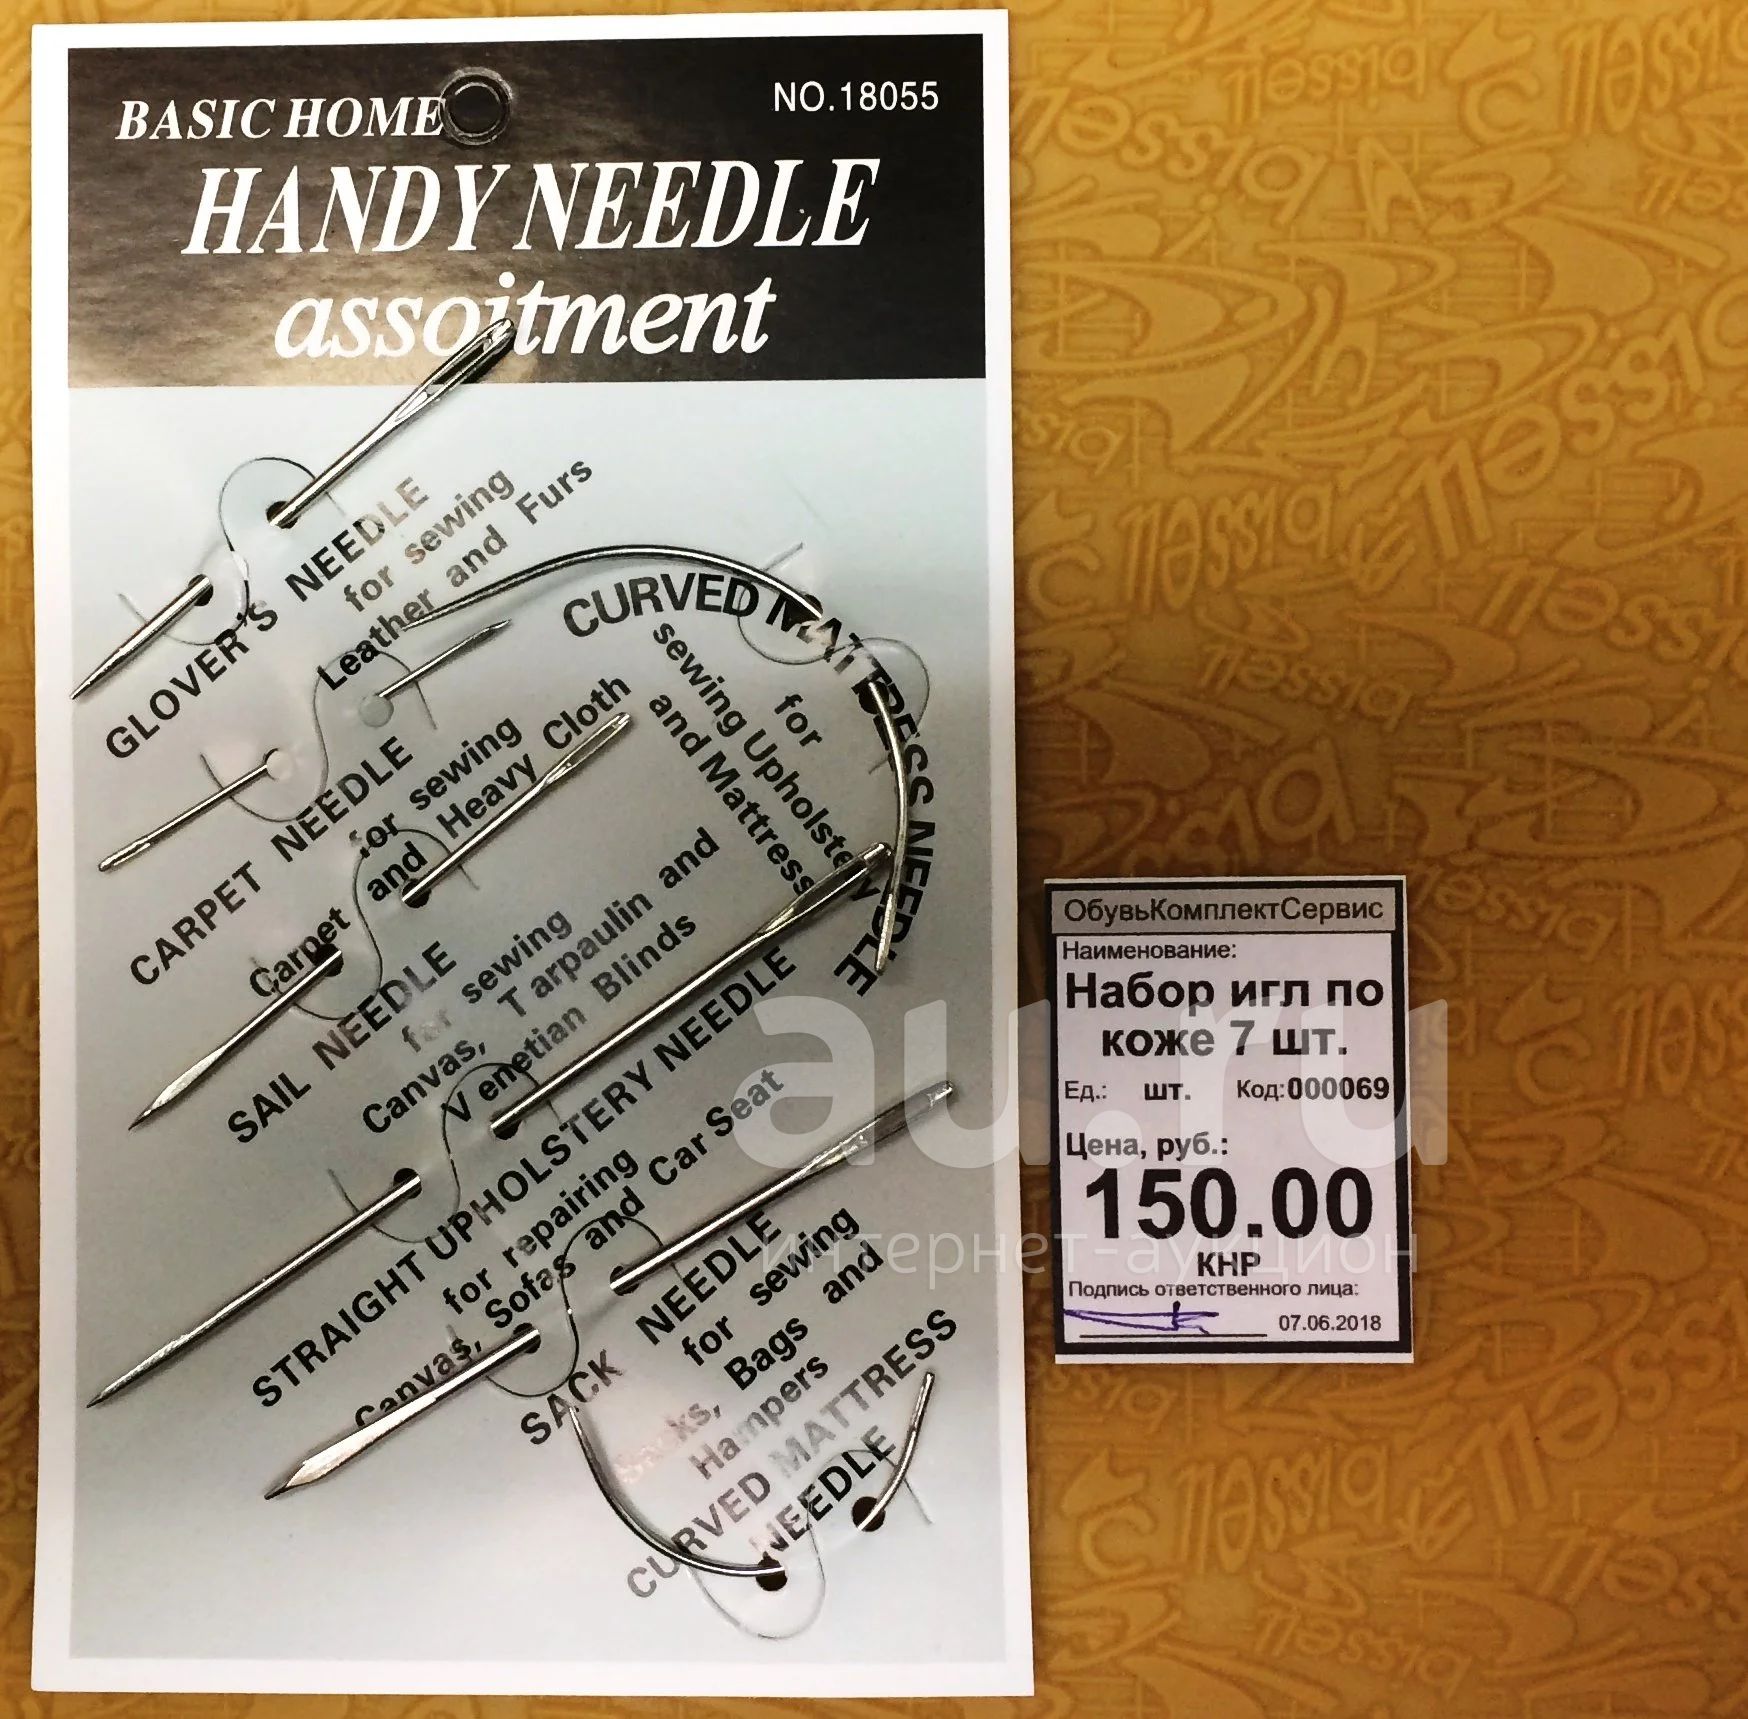 BASIC HOME
NO.18055
HANDY NEEDLE
assoitment
GLOVER'S NEEDLE
for sewing
Leather and Furs
CURVED MATTRESS NEEDLE
for
sewing Upholstery
and Mattress
CARPET NEEDLE
for sewing
Carpet and Heavy Cloth
SAIL NEEDLE
for sewing
Canvas, Tarpaulin and
Venetian Blinds
STRAIGHT UPHOLSTERY NEEDLE
for repairing
Canvas, Sofas and Car Seat
SACK NEEDLE
for sewing
Sacks, Bags and
Hampers
CURVED MATTRESS
NEEDLE
ОбувьКомплектСервис
Наименование:
Набор игл по
коже 7 шт.
Ед.: шт. Код:000069
Цена, руб.:
150.00
КНР
Подпись ответственного лица:
07.06.2018
au.ru
интернет-аукцион